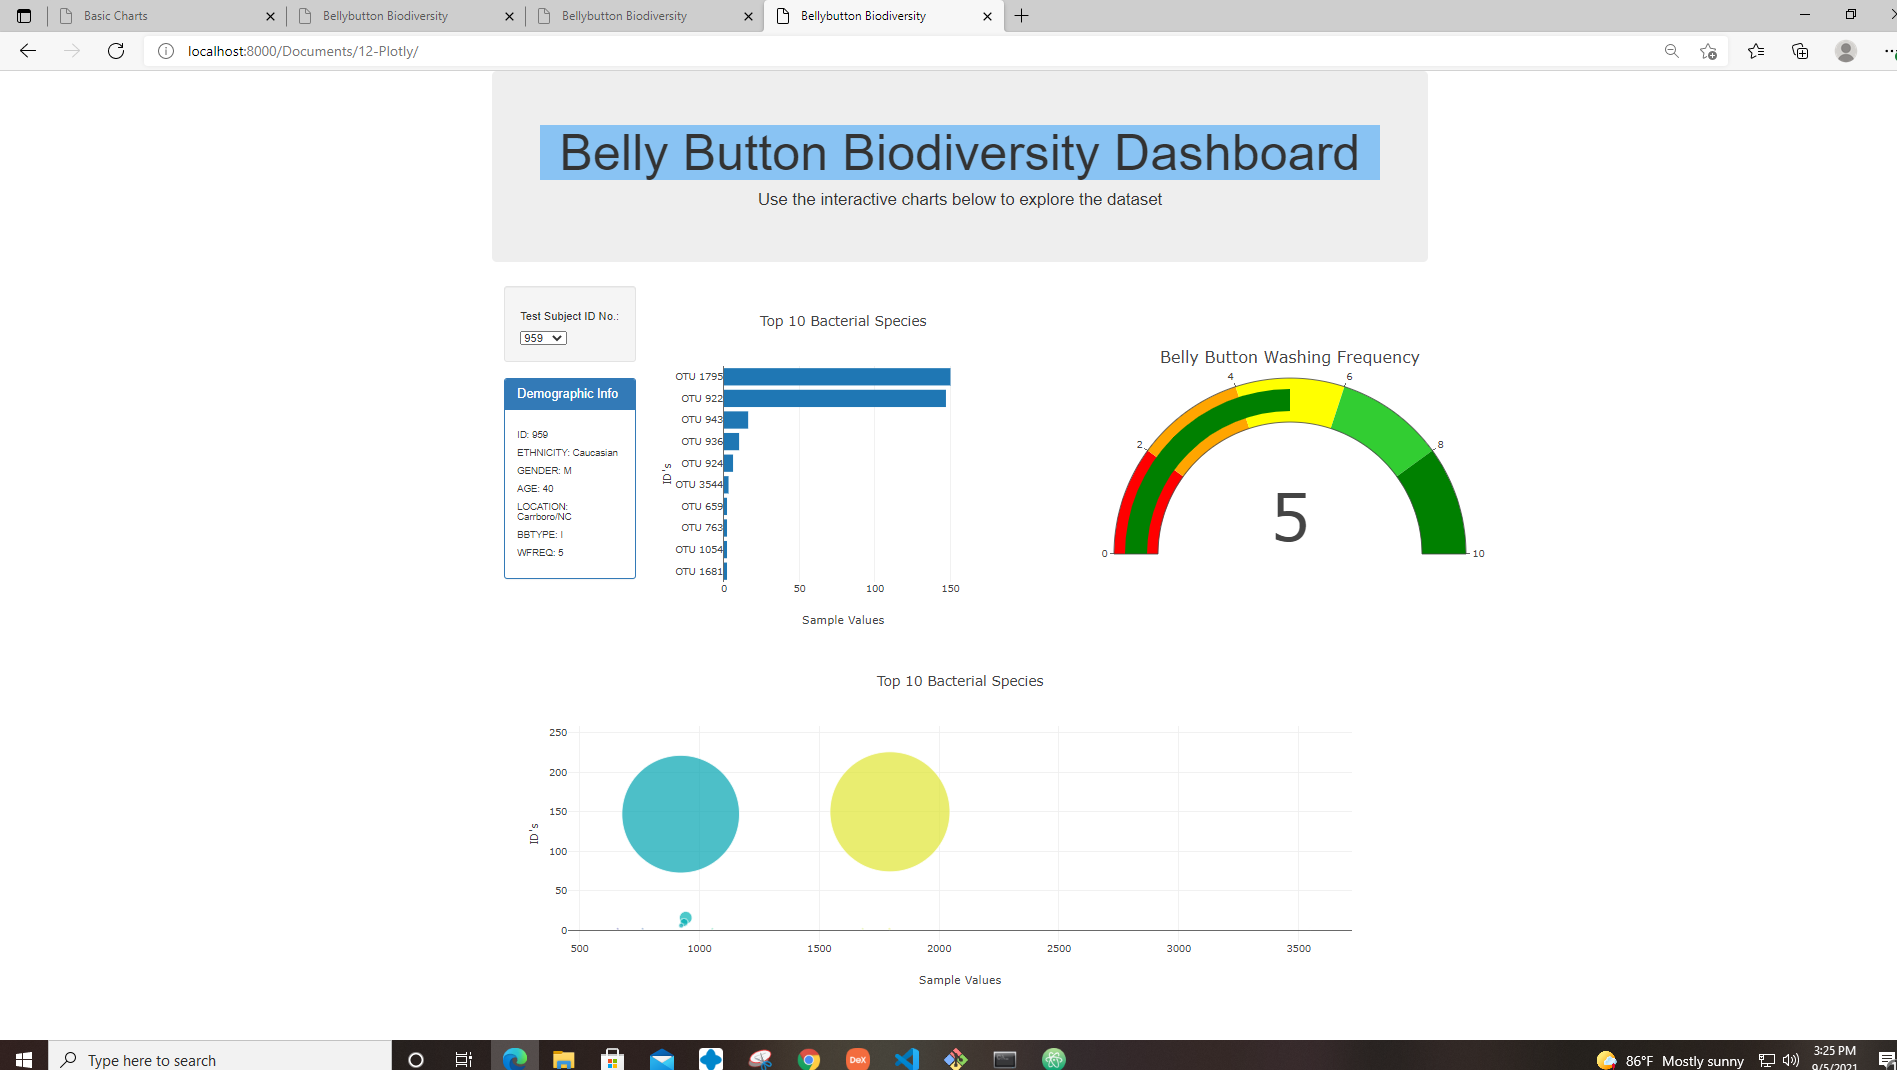 Basic Charts
Bellybutton Biodiversity
Bellybutton Biodiversity
Bellybutton Biodiversity
localhost:8000/Documents/12-Plotly/
Belly Button Biodiversity Dashboard
Use the interactive charts below to explore the dataset
Test Subject ID No.:
959
Demographic Info
ID: 959
ETHNICITY: Caucasian
GENDER: M
AGE: 40
LOCATION:
Carrboro/NC
BBTYPE: I
WFREQ: 5
Top 10 Bacterial Species
ID's
OTU 1795
OTU 922
OTU 943
OTU 936
OTU 924
OTU 3544
OTU 659
OTU 763
OTU 1054
OTU 1681
0 50 100 150
Sample Values
Belly Button Washing Frequency
0
2
4
6
8
10
5
Top 10 Bacterial Species
ID's
250
200
150
100
50
0
500 1000 1500 2000 2500 3000 3500
Sample Values
Type here to search
DeX
86°F Mostly sunny
3:25 PM
9/5/2021